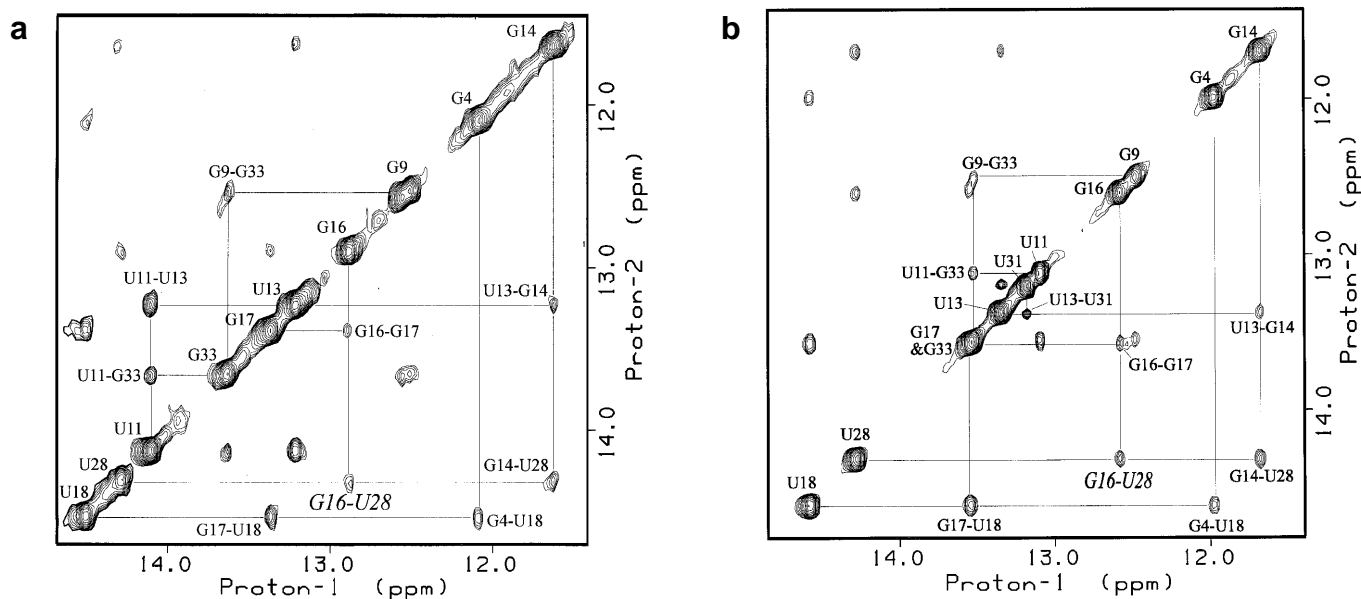 a
G14
G4
G9-G33
G9
G16
U11-U13
U13
U13-G14
G17
G16-G17
G33
U11-G33
U11
U28
G14-U28
U18
G16-U28
G17-U18
G4-U18
12.0
13.0
14.0
Proton-2 (ppm)
14.0 13.0 12.0
Proton-1 (ppm)
b
G14
G4
G9-G33
G9
G16
U11
U31
U11-G33
U13
U13-U31
U13-G14
G17
&G33
G16-G17
U28
G16-U28
G14-U28
U18
G17-U18
G4-U18
12.0
13.0
14.0
Proton-2 (ppm)
14.0 13.0 12.0
Proton-1 (ppm)